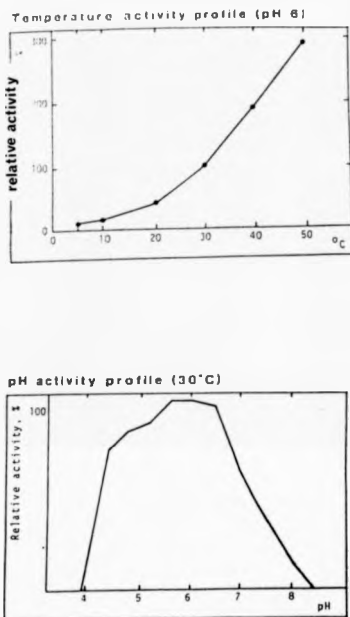 Temperature activity profile (pH 6)
relative activity
300
200
100
0
0 10 20 30 40 50 °C
pH activity profile (30°C)
Relative activity, %
100
4 5 6 7 8 pH